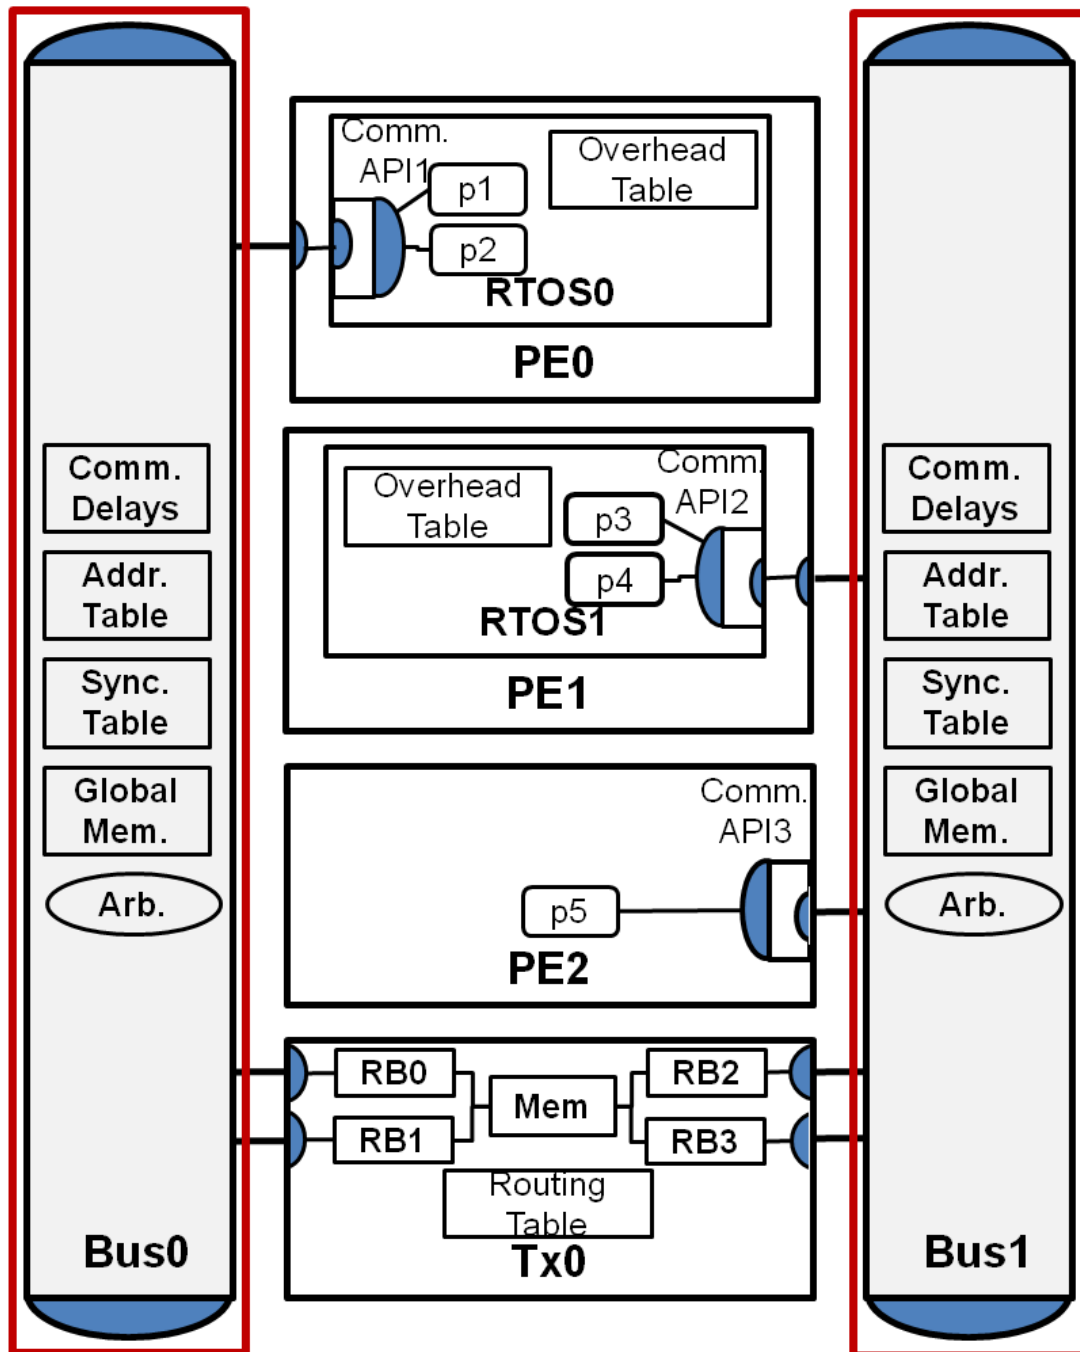 Comm.
Delays
Addr.
Table
Sync.
Table
Global
Mem.
Arb.
Bus0
Comm.
API1
p1
p2
Overhead
Table
RTOS0
PE0
Overhead
Table
Comm.
API2
p3
p4
RTOS1
PE1
Comm.
API3
p5
PE2
RB0
RB1
Mem
RB2
RB3
Routing
Table
Tx0
Comm.
Delays
Addr.
Table
Sync.
Table
Global
Mem.
Arb.
Bus1